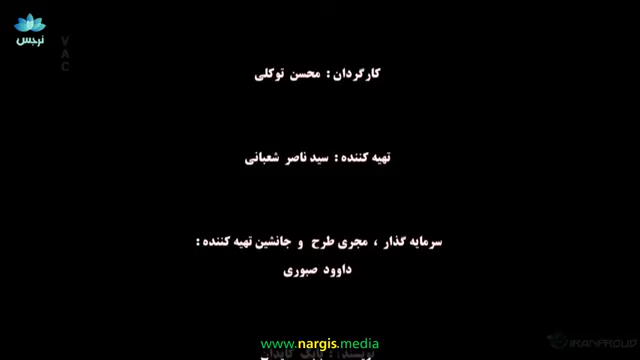 نرجس
VAC
کارگردان : محسن توکلی
تهیه کننده : سید ناصر شعبانی
سرمایه گذار ، مجری طرح و جانشین تهیه کننده :
داوود صبوری
www.nargis.media
IRANPROUD